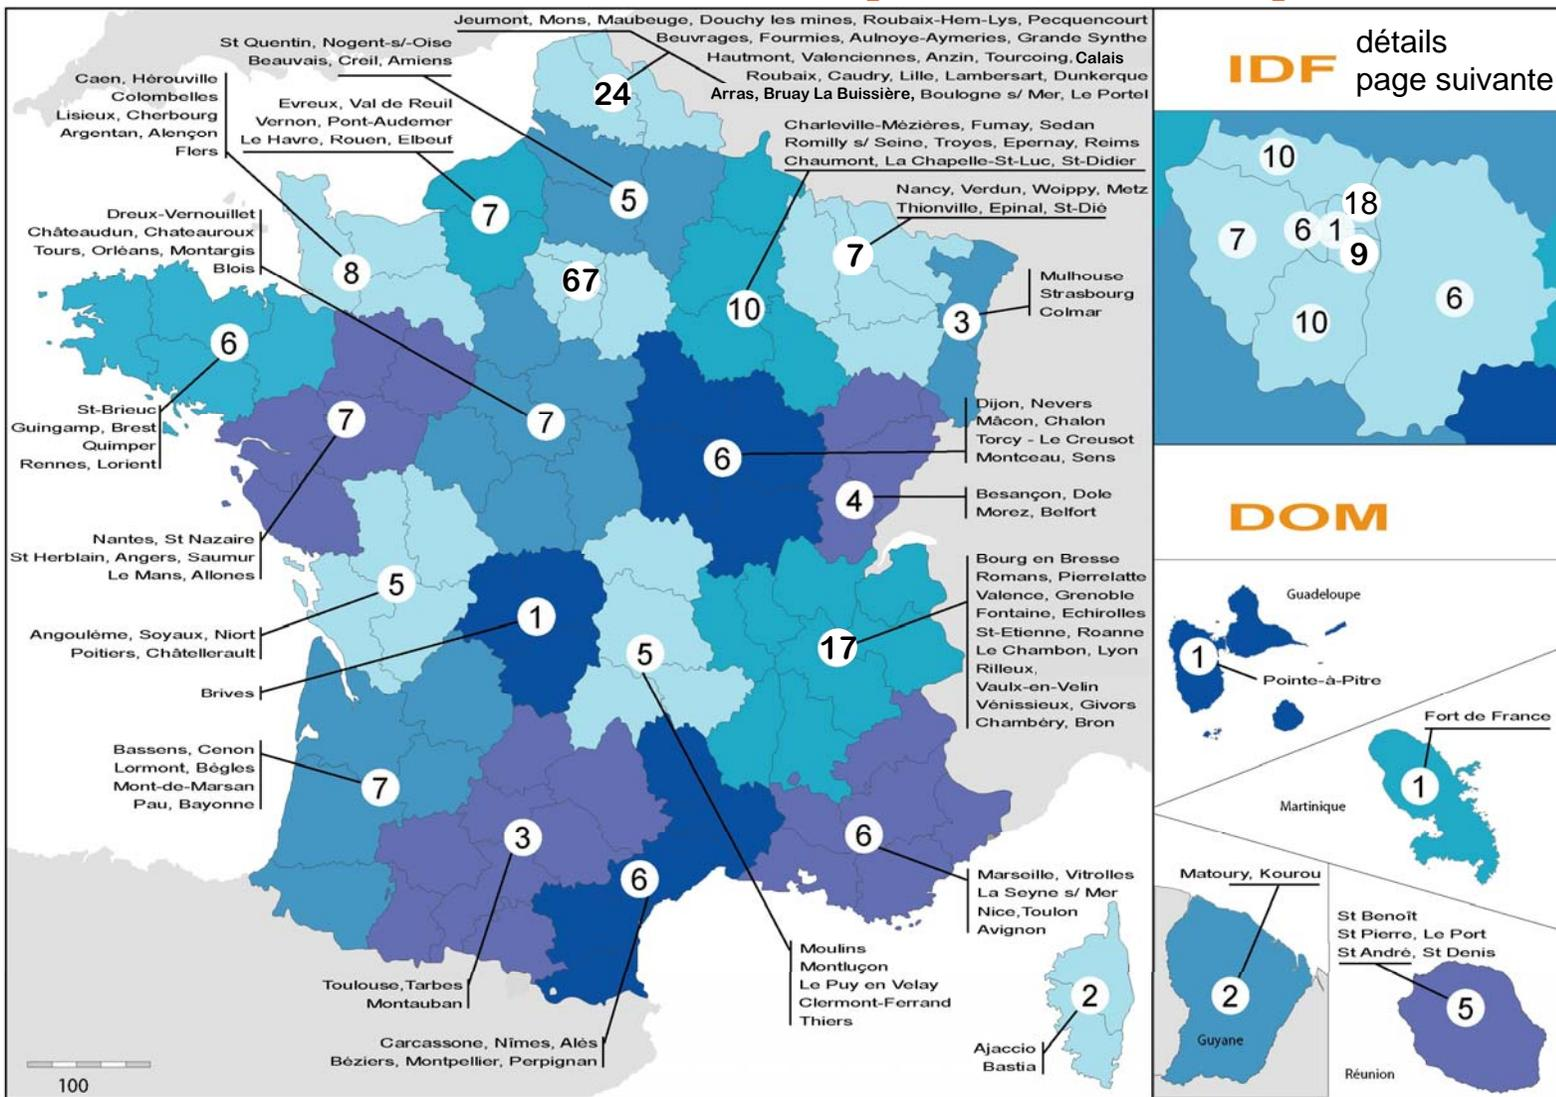 Jeumont, Mons, Maubeuge, Douchy les mines, Roubaix-Hem-Lys, Pecquencourt
Beuvrages, Fourmies, Aulnoye-Aymeries, Grande Synthe
Hautmont, Valenciennes, Anzin, Tourcoing, Calais
Roubaix, Caudry, Lille, Lambersart, Dunkerque
Arras, Bruay La Buissière, Boulogne s/ Mer, Le Portel
24
St Quentin, Nogent-s/-Oise
Beauvais, Creil, Amiens
5
Caen, Hérouville
Colombelles
Lisieux, Cherbourg
Argentan, Alençon
Flers
8
Evreux, Val de Reuil
Vernon, Pont-Audemer
Le Havre, Rouen, Elbeuf
7
Charleville-Mézières, Fumay, Sedan
Romilly s/ Seine, Troyes, Epernay, Reims
Chaumont, La Chapelle-St-Luc, St-Didier
10
Nancy, Verdun, Woippy, Metz
Thionville, Epinal, St-Dié
7
Dreux-Vernouillet
Châteaudun, Chateauroux
Tours, Orléans, Montargis
Blois
7
67
Mulhouse
Strasbourg
Colmar
3
St-Brieuc
Guingamp, Brest
Quimper
Rennes, Lorient
6
Nantes, St Nazaire
St Herblain, Angers, Saumur
Le Mans, Allones
7
Dijon, Nevers
Mâcon, Chalon
Torcy - Le Creusot
Montceau, Sens
6
Besançon, Dole
Morez, Belfort
4
Angoulême, Soyaux, Niort
Poitiers, Châtellerault
5
Brives
1
Bourg en Bresse
Romans, Pierrelatte
Valence, Grenoble
Fontaine, Echirolles
St-Etienne, Roanne
Le Chambon, Lyon
Rilleux,
Vaulx-en-Velin
Vénissieux, Givors
Chambéry, Bron
17
Bassens, Cenon
Lormont, Bègles
Mont-de-Marsan
Pau, Bayonne
7
Toulouse,Tarbes
Montauban
3
Carcassone, Nîmes, Alès
Béziers, Montpellier, Perpignan
6
Moulins
Montluçon
Le Puy en Velay
Clermont-Ferrand
Thiers
5
Marseille, Vitrolles
La Seyne s/ Mer
Nice,Toulon
Avignon
6
Ajaccio
Bastia
2
100
IDF
détails
page suivante
10
18
7
6
1
9
10
6
DOM
Guadeloupe
1
Pointe-à-Pitre
Fort de France
1
Martinique
Matoury, Kourou
2
Guyane
St Benoît
St Pierre, Le Port
St André, St Denis
5
Réunion